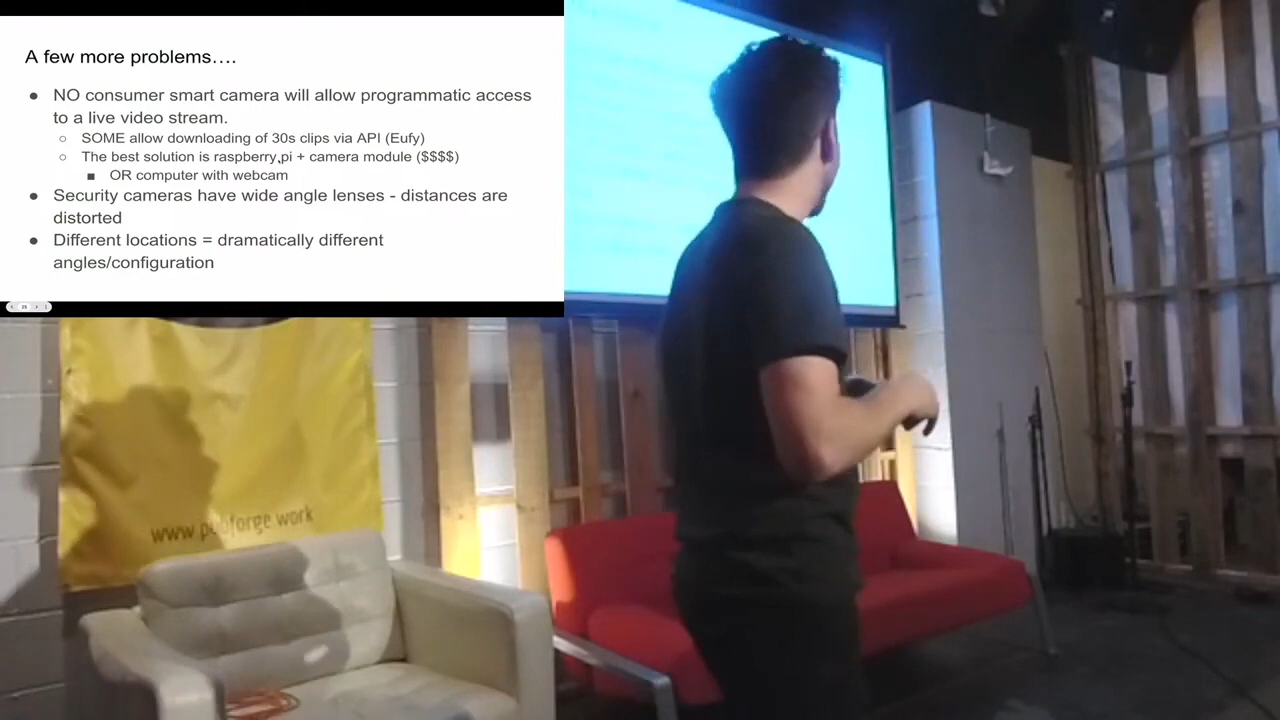 A few more problems….
● NO consumer smart camera will allow programmatic access
to a live video stream.
○ SOME allow downloading of 30s clips via API (Eufy)
○ The best solution is raspberry pi + camera module ($$$$)
■ OR computer with webcam
● Security cameras have wide angle lenses - distances are
distorted
● Different locations = dramatically different
angles/configuration